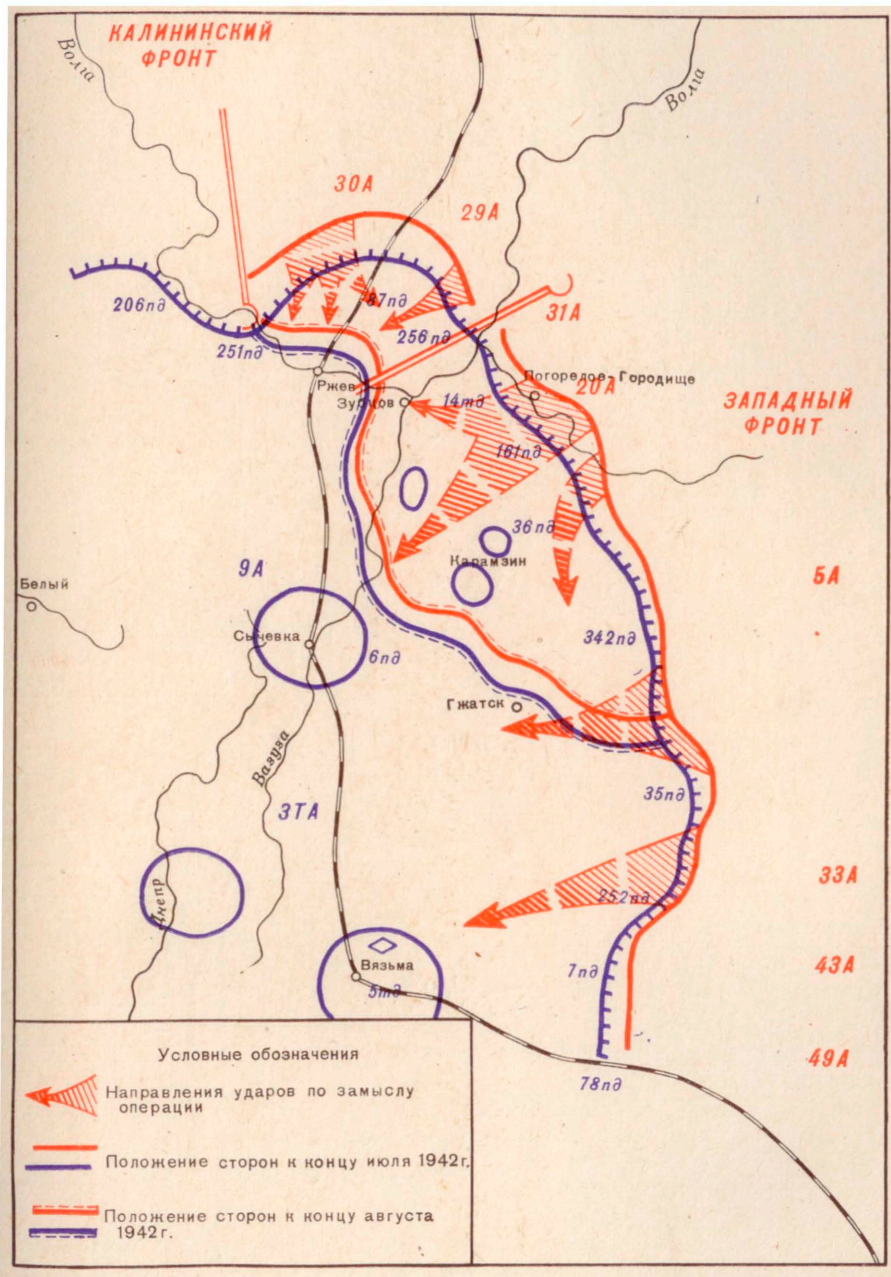 КАЛИНИНСКИЙ
ФРОНТ
Волга
Волга
30А
29А
206пд
87пд
31А
251пд
256пд
Ржев
Погорелое-Городище
20А
Зубцов
14тд
ЗАПАДНЫЙ
ФРОНТ
161пд
36пд
Карамзин
9А
5А
Белый
Сычевка
6пд
342пд
Гжатск
Вазуза
35пд
3ТА
Днепр
252пд
33А
Вязьма
7пд
43А
5тд
49А
78пд
Условные обозначения
Направления ударов по замыслу
операции
Положение сторон к концу июля 1942г.
Положение сторон к концу августа
1942г.